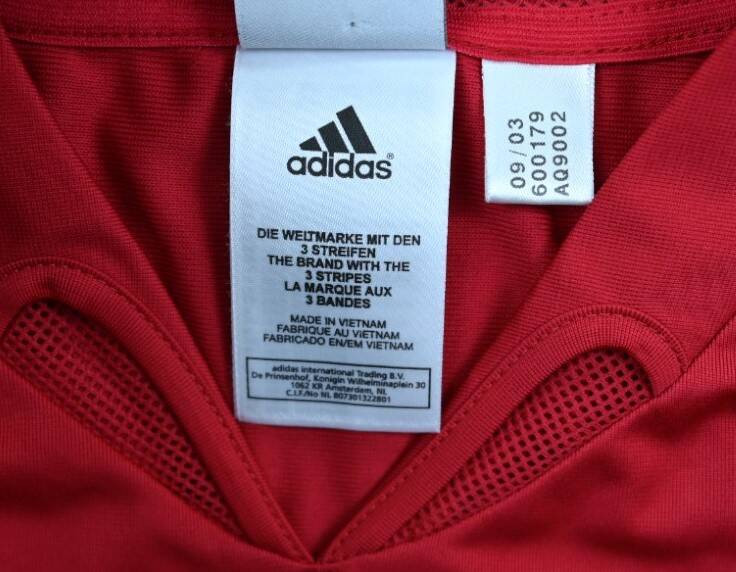 adidas®
DIE WELTMARKE MIT DEN
3 STREIFEN
THE BRAND WITH THE
3 STRIPES
LA MARQUE AUX
3 BANDES
MADE IN VIETNAM
FABRIQUE AU VIETNAM
FABRICADO EN/EM VIETNAM
adidas international Trading B.V.
De Prinsenhof, Konigin Wilhelminaplein 30
1062 KR Amsterdam, NL
C.I.F./No NL 807301322B01
09/03
600179
AQ9002